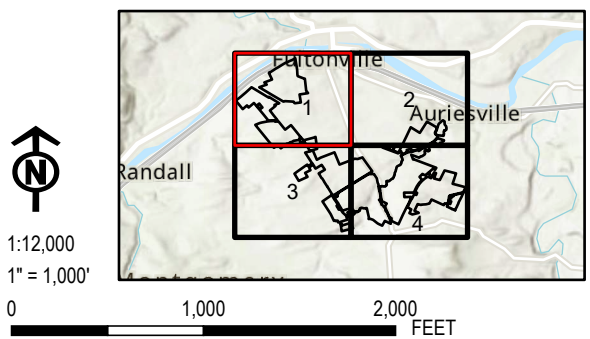 Fultonville
1
2
Auriesville
Randall
3
4
N
1:12,000
1" = 1,000'
0 1,000 2,000
FEET